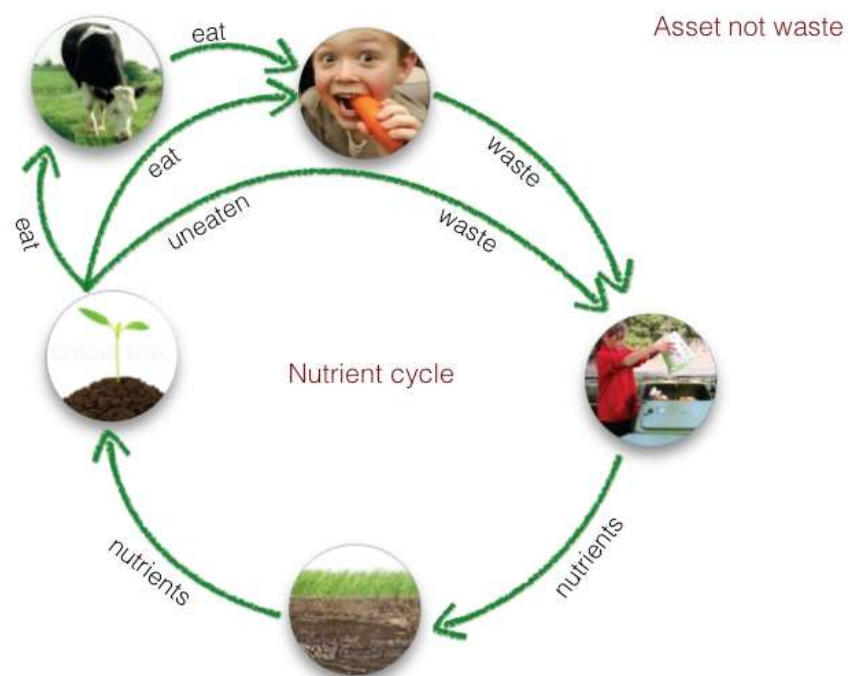 Asset not waste
eat
eat
eat
uneaten
waste
waste
Nutrient cycle
nutrients
nutrients